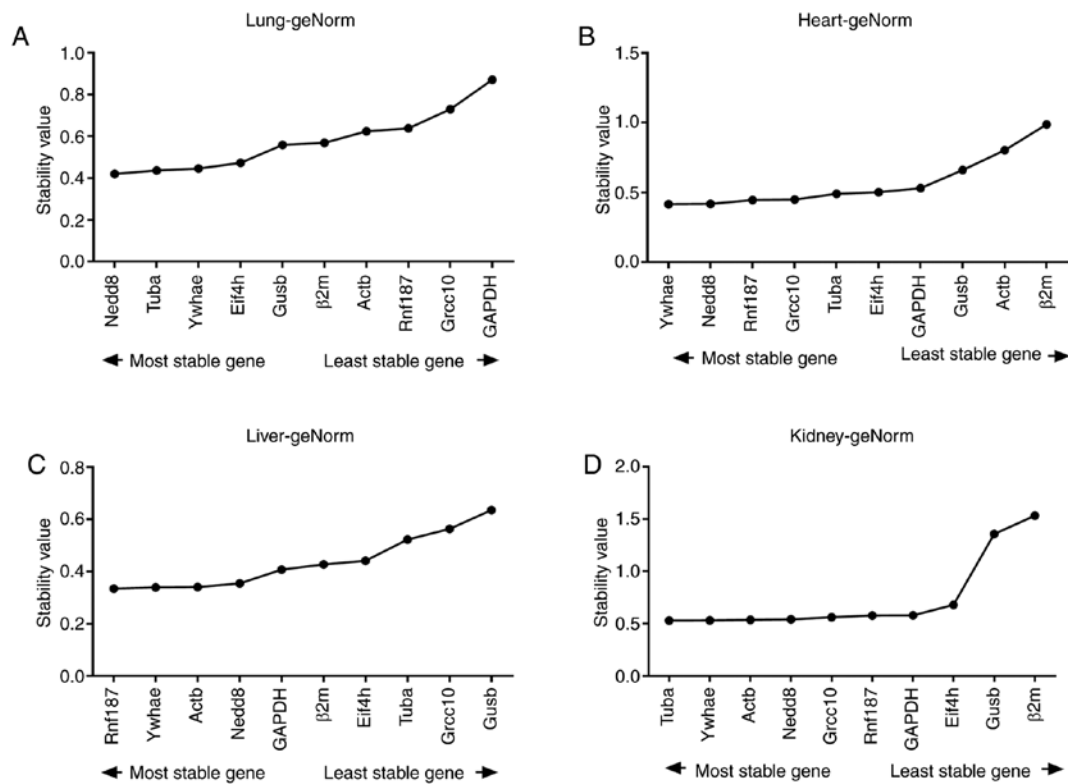 A
Lung-geNorm
Stability value
1.0
0.8
0.6
0.4
0.2
0.0
Nedd8
Tuba
Ywhae
Eif4h
Gusb
β2m
Actb
Rnf187
Grcc10
GAPDH
Most stable gene
Least stable gene
B
Heart-geNorm
Stability value
1.5
1.0
0.5
0.0
Ywhae
Nedd8
Rnf187
Grcc10
Tuba
Eif4h
GAPDH
Gusb
Actb
β2m
Most stable gene
Least stable gene
C
Liver-geNorm
Stability value
0.8
0.6
0.4
0.2
0.0
Rnf187
Ywhae
Actb
Nedd8
GAPDH
β2m
Eif4h
Tuba
Grcc10
Gusb
Most stable gene
Least stable gene
D
Kidney-geNorm
Stability value
2.0
1.5
1.0
0.5
0.0
Tuba
Ywhae
Actb
Nedd8
Grcc10
Rnf187
GAPDH
Eif4h
Gusb
β2m
Most stable gene
Least stable gene